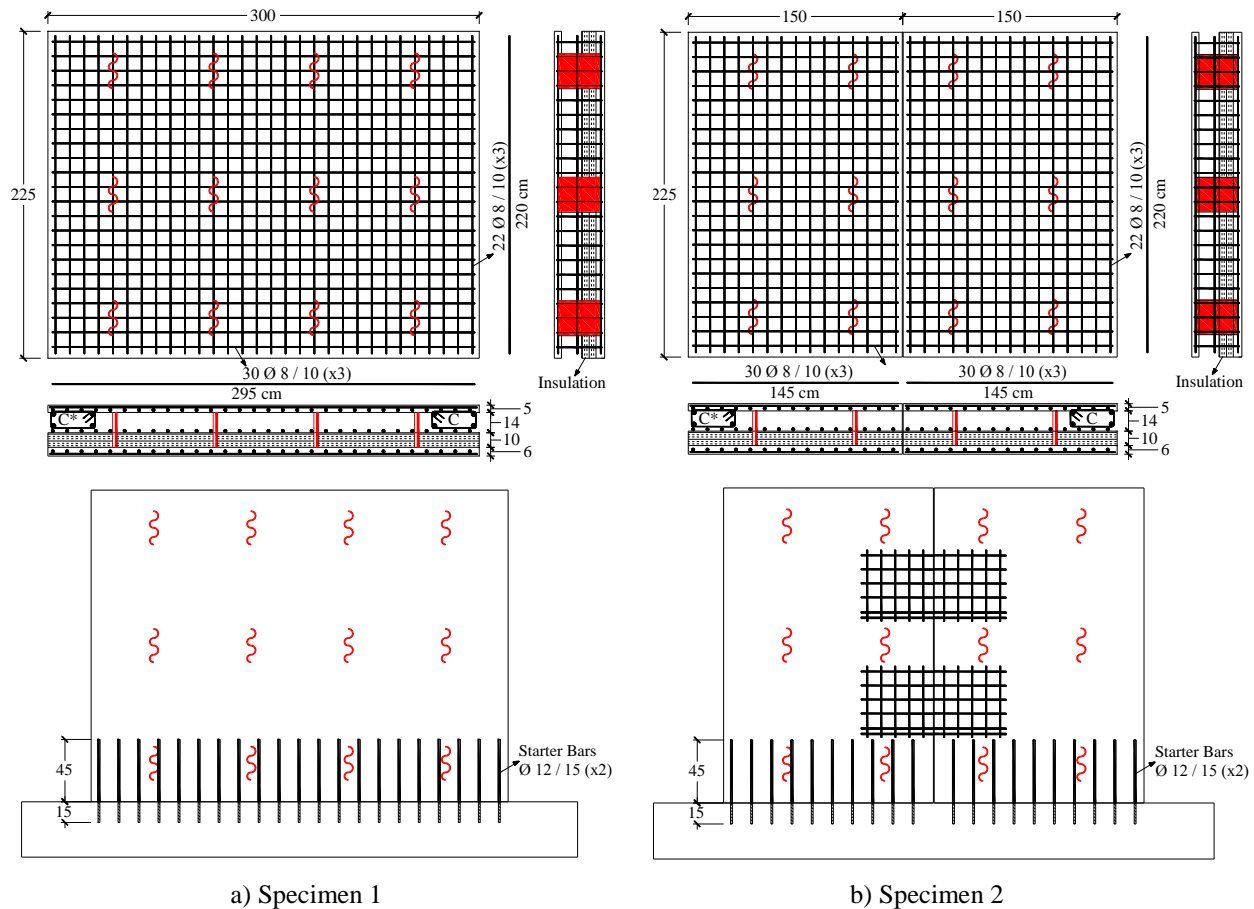 300
225
22 Ø 8 / 10 (x3)
220 cm
Insulation
30 Ø 8 / 10 (x3)
295 cm
C*
C
5
14
10
6
45
15
Starter Bars
Ø 12 / 15 (x2)
a) Specimen 1
150
150
225
22 Ø 8 / 10 (x3)
220 cm
Insulation
30 Ø 8 / 10 (x3)
30 Ø 8 / 10 (x3)
145 cm
145 cm
C*
C
5
14
10
6
45
15
Starter Bars
Ø 12 / 15 (x2)
b) Specimen 2